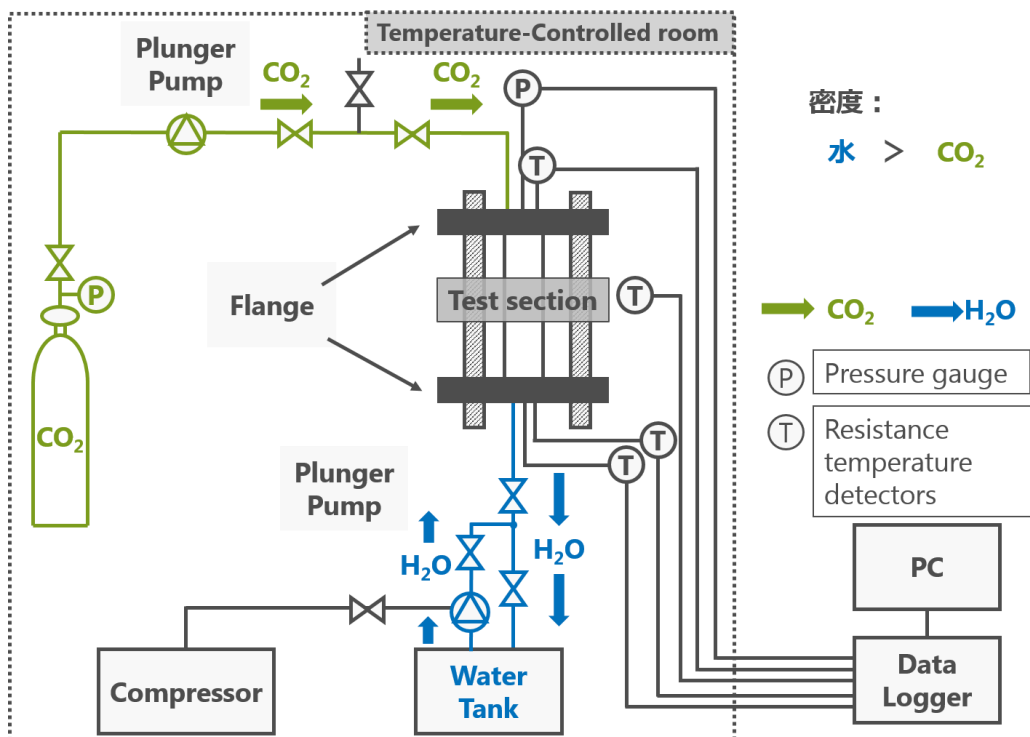 Temperature-Controlled room
Plunger
Pump
CO₂
CO₂
P
T
密度：
水 > CO₂
P
Flange
Test section
T
CO₂
H₂O
P
Pressure gauge
T
Resistance
temperature
detectors
CO₂
T
T
Plunger
Pump
H₂O
H₂O
PC
Compressor
Water
Tank
Data
Logger